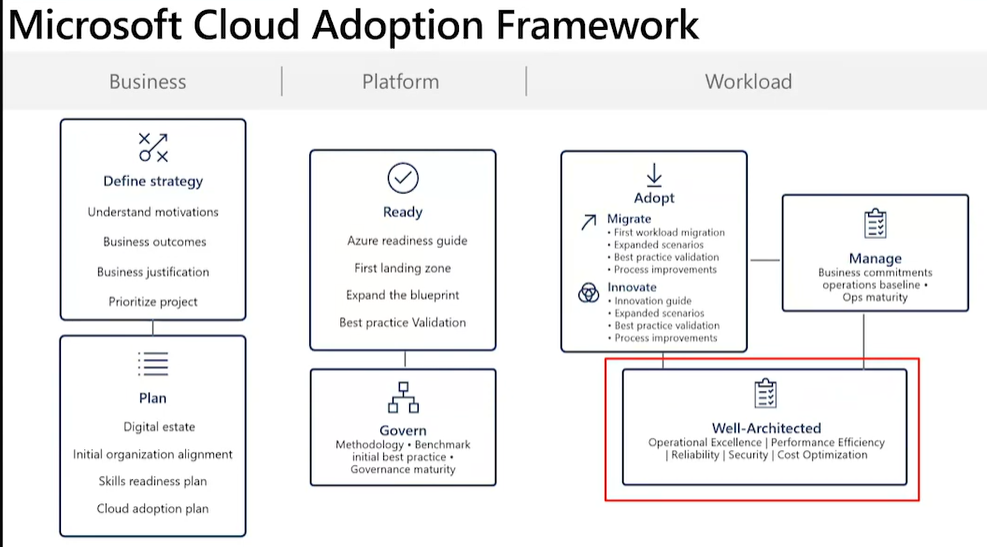 Microsoft Cloud Adoption Framework
Business
Platform
Workload
Define strategy
Understand motivations
Business outcomes
Business justification
Prioritize project
Plan
Digital estate
Initial organization alignment
Skills readiness plan
Cloud adoption plan
Ready
Azure readiness guide
First landing zone
Expand the blueprint
Best practice Validation
Govern
Methodology • Benchmark
initial best practice •
Governance maturity
Adopt
Migrate
• First workload migration
• Expanded scenarios
• Best practice validation
• Process improvements
Innovate
• Innovation guide
• Expanded scenarios
• Best practice validation
• Process improvements
Manage
Business commitments
operations baseline •
Ops maturity
Well-Architected
Operational Excellence | Performance Efficiency
| Reliability | Security | Cost Optimization